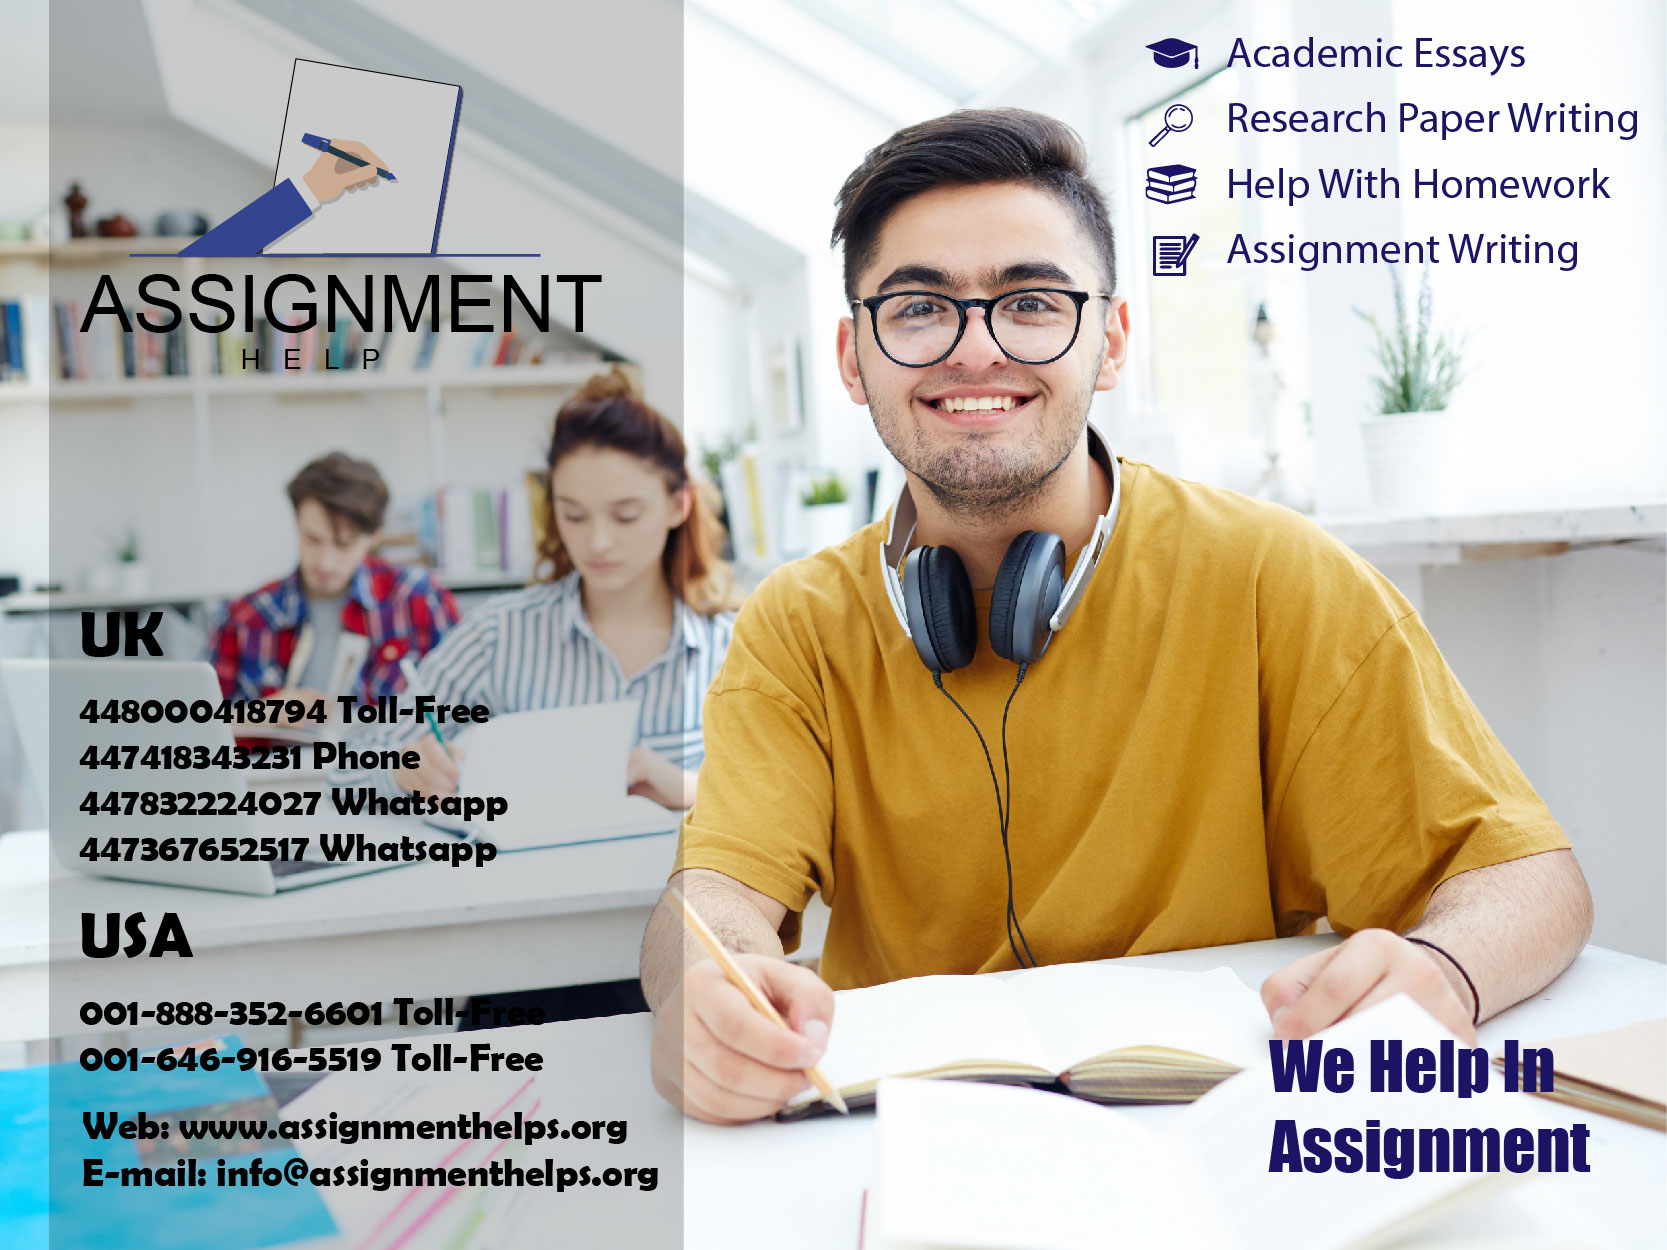 ASSIGNMENT
HELP
Academic Essays
Research Paper Writing
Help With Homework
Assignment Writing
UK
448000418794 Toll-Free
447418343231 Phone
447832224027 Whatsapp
447367652517 Whatsapp
USA
001-888-352-6601 Toll-Free
001-646-916-5519 Toll-Free
Web: www.assignmenthelps.org
E-mail: info@assignmenthelps.org
We Help In
Assignment